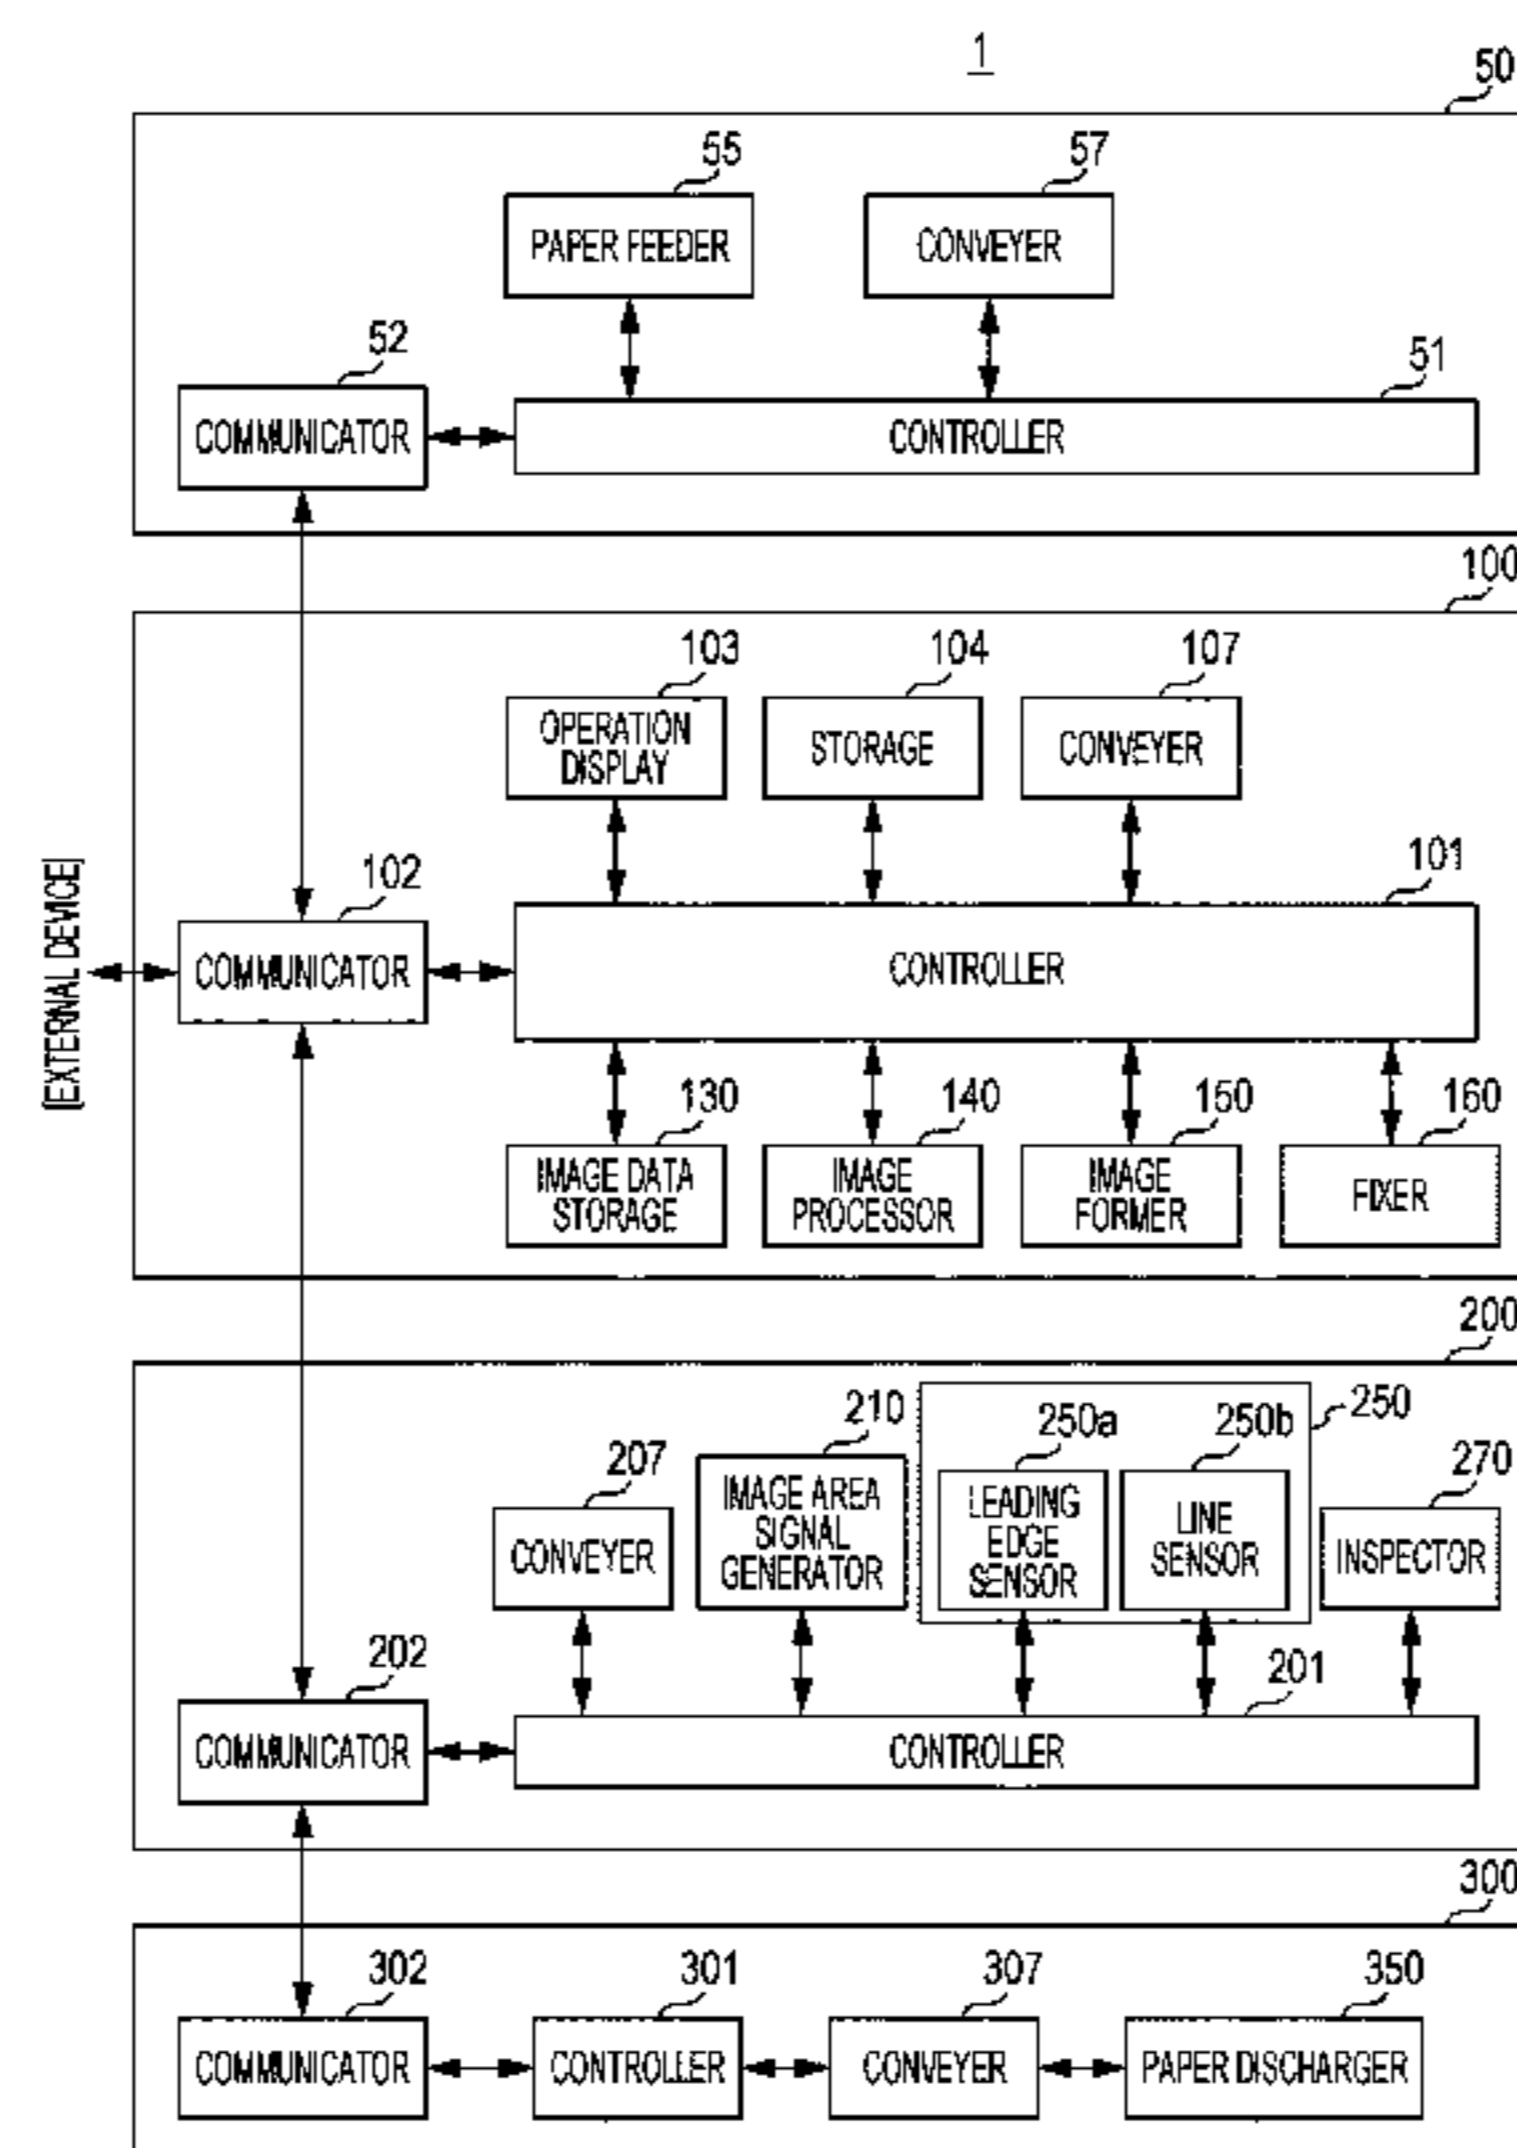 1
50
55
57
PAPER FEEDER
CONVEYER
52
51
COMMUNICATOR
CONTROLLER
100
103
104
107
OPERATION
DISPLAY
STORAGE
CONVEYER
102
101
(EXTERNAL DEVICE)
COMMUNICATOR
CONTROLLER
130
140
150
160
IMAGE DATA
STORAGE
IMAGE
PROCESSOR
IMAGE
FORMER
FIXER
200
210
250a
250b
250
207
270
CONVEYER
IMAGE AREA
SIGNAL
GENERATOR
LEADING
EDGE
SENSOR
LINE
SENSOR
INSPECTOR
202
201
COMMUNICATOR
CONTROLLER
300
302
301
307
350
COMMUNICATOR
CONTROLLER
CONVEYER
PAPER DISCHARGER